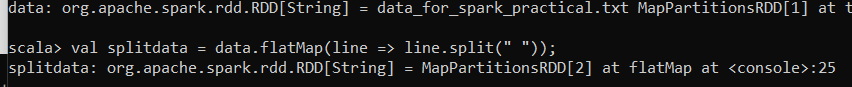 data: org.apache.spark.rdd.RDD[String] = data_for_spark_practical.txt MapPartitionsRDD[1] at t
scala> val splitdata = data.flatMap(line => line.split(" "));
splitdata: org.apache.spark.rdd.RDD[String] = MapPartitionsRDD[2] at flatMap at <console>:25